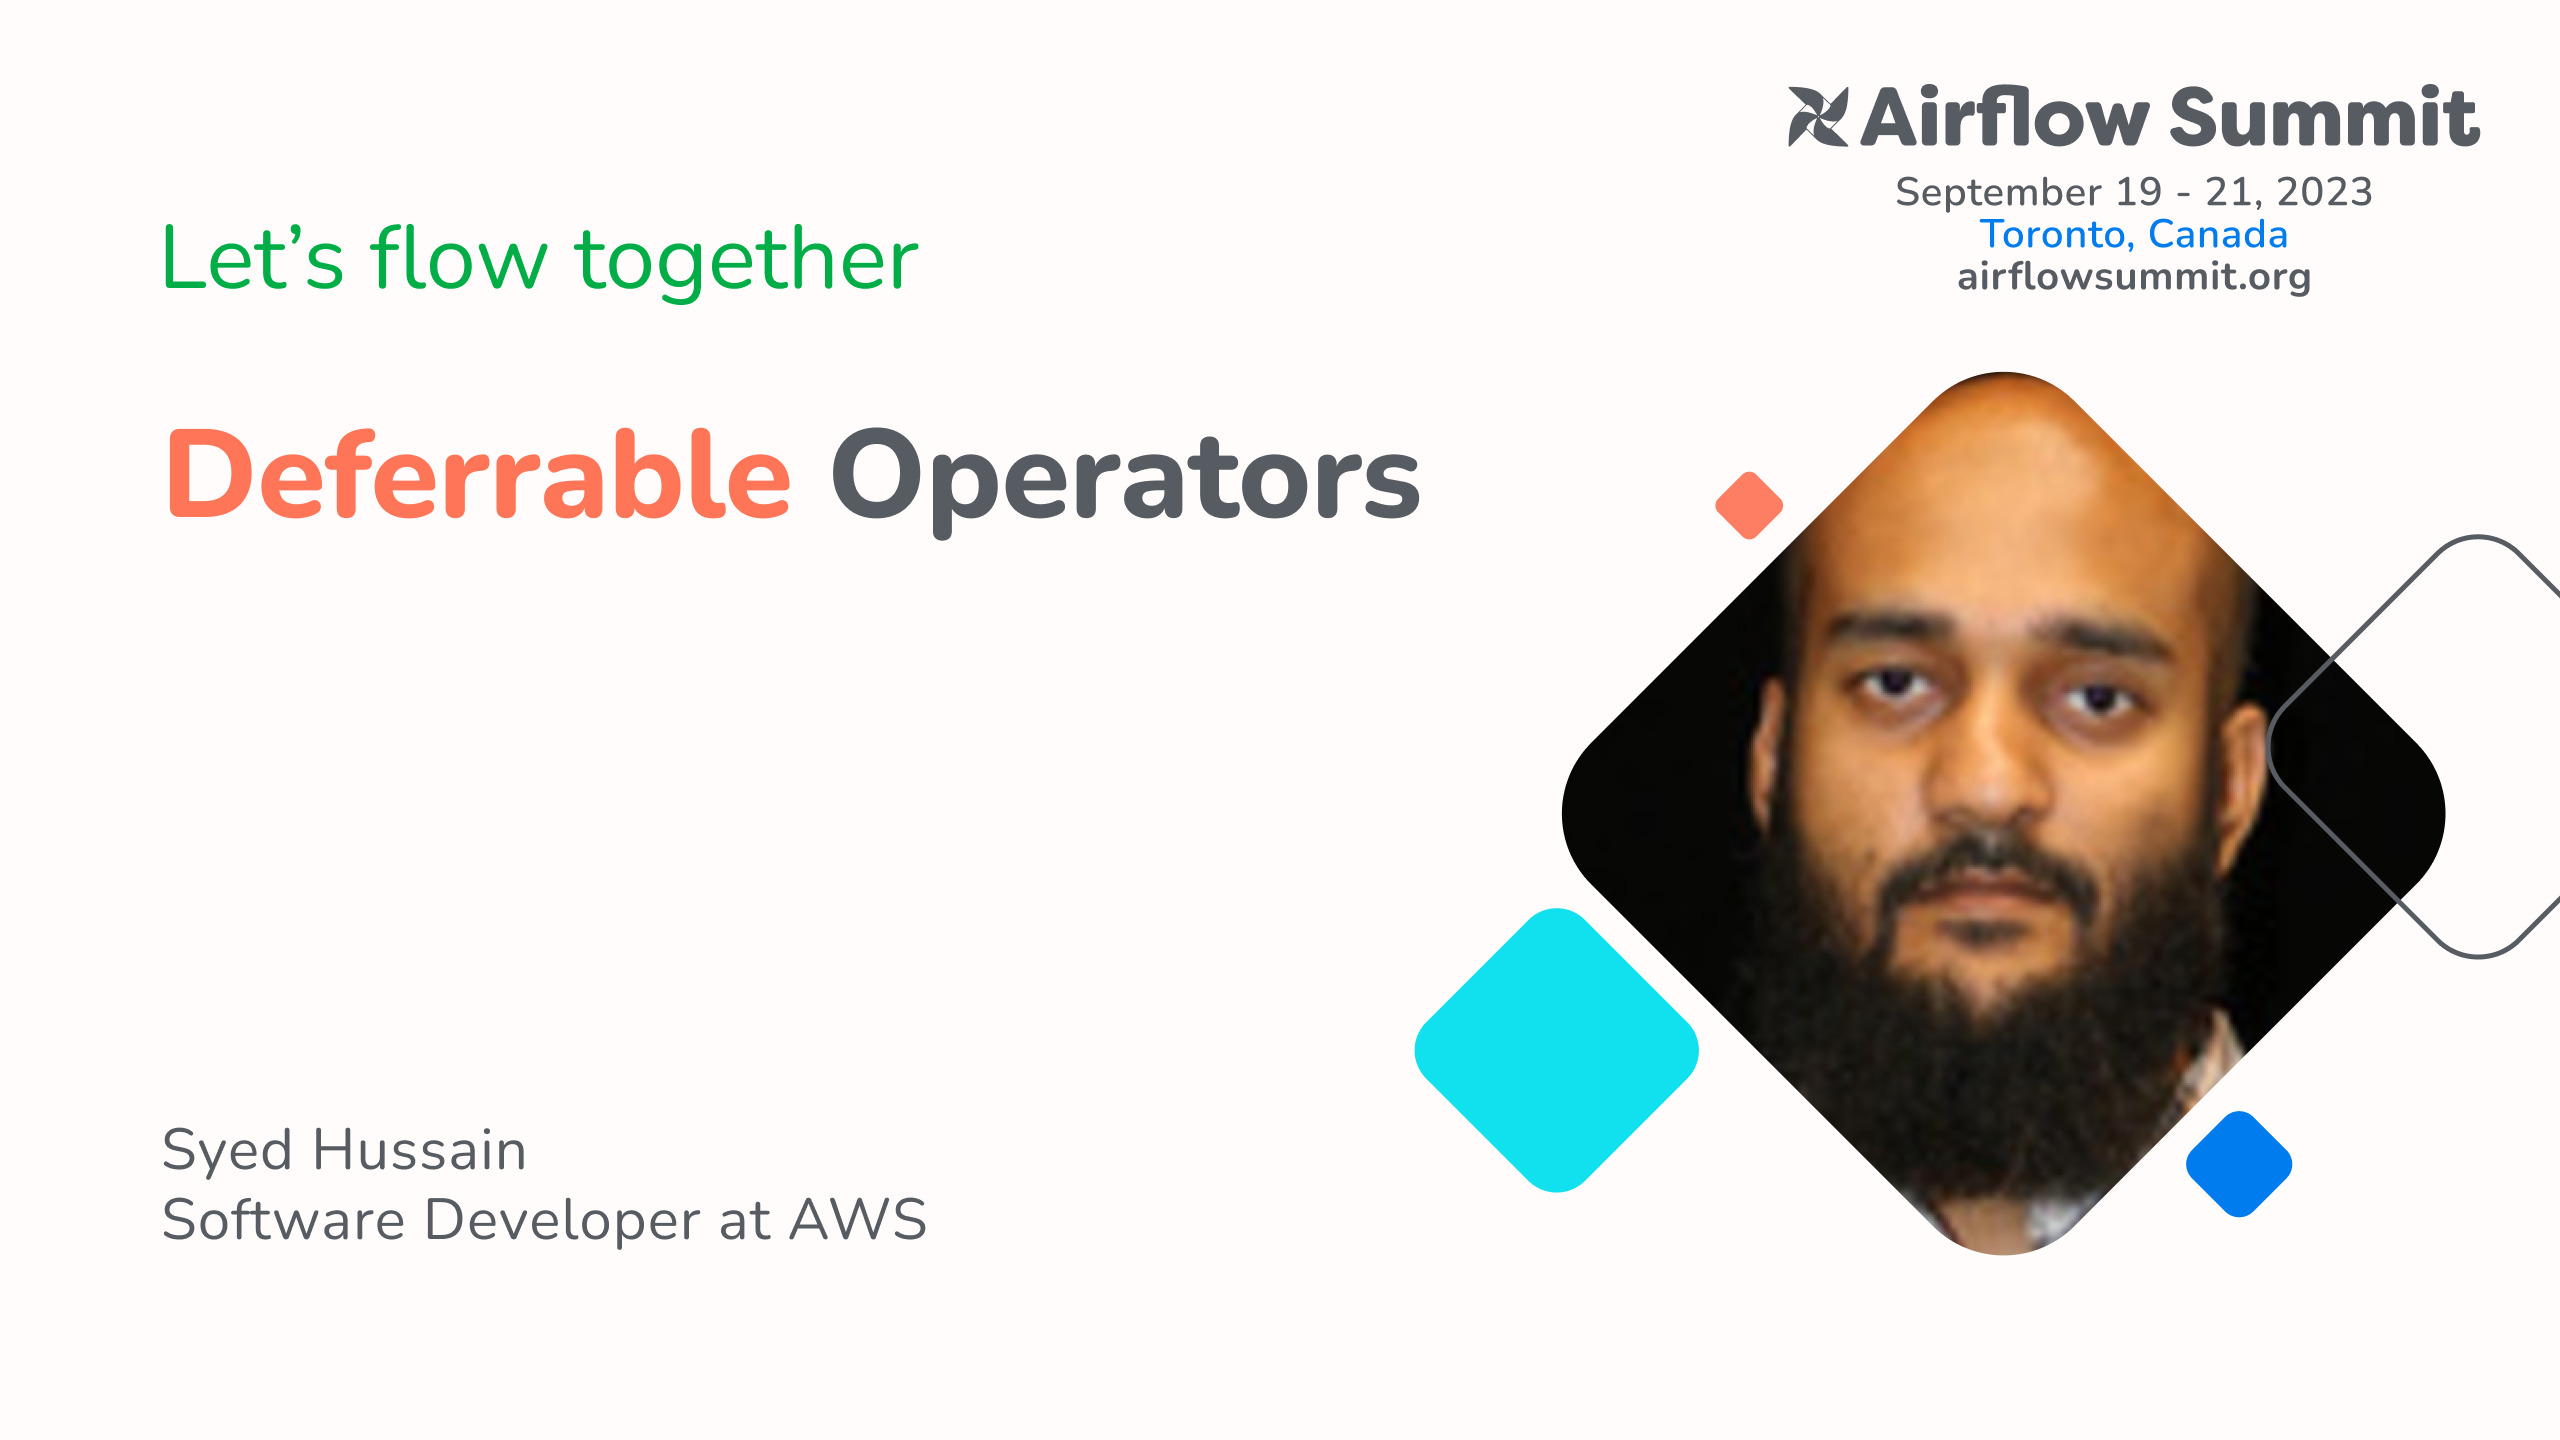 Airflow Summit
September 19 - 21, 2023
Toronto, Canada
airflowsummit.org
Let’s flow together
Deferrable Operators
Syed Hussain
Software Developer at AWS